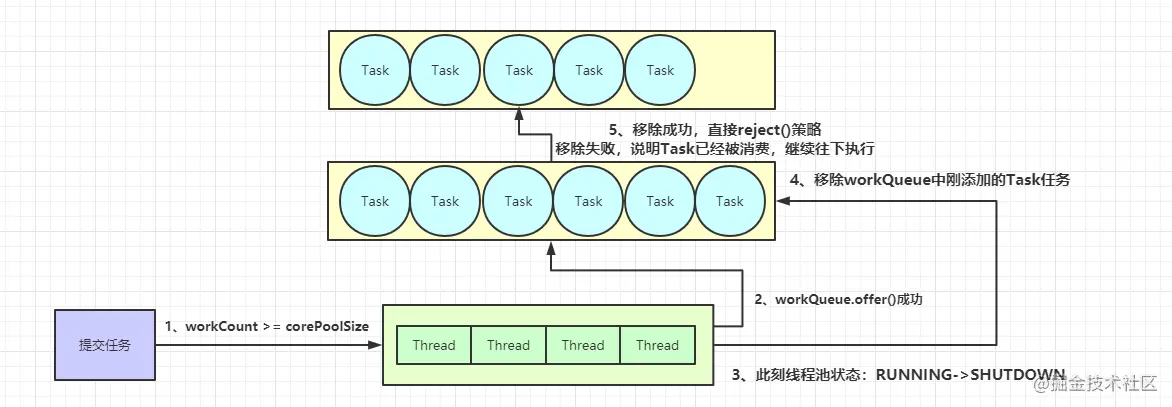 Task Task Task Task Task
5、移除成功，直接reject()策略
移除失败，说明Task已经被消费，继续往下执行
4、移除workQueue中刚添加的Task任务
Task Task Task Task Task Task
2、workQueue.offer()成功
1、workCount >= corePoolSize
提交任务
Thread Thread Thread Thread
3、此刻线程池状态：RUNNING->SHUTDOWN
@掘金技术社区